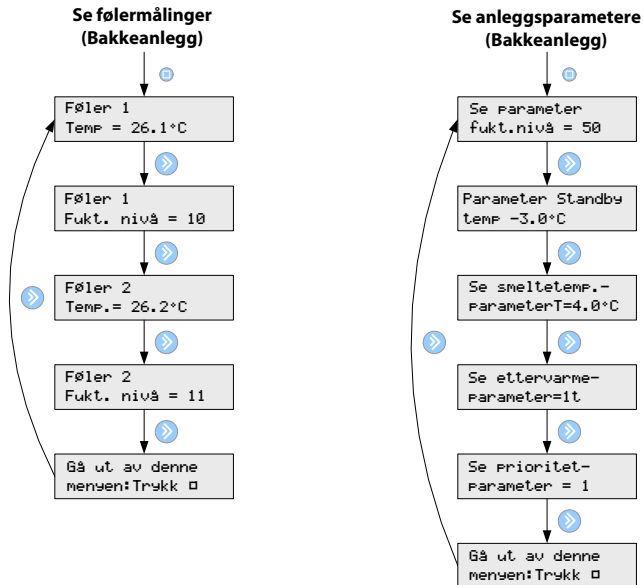 Se følermålinger
(Bakkeanlegg)
Føler 1
Temp = 26.1°C
Føler 1
Fukt. nivå = 10
Føler 2
Temp.= 26.2°C
Føler 2
Fukt. nivå = 11
Gå ut av denne
menyen:Trykk □
Se anleggsparametere
(Bakkeanlegg)
Se parameter
fukt.nivå = 50
Parameter Standby
temp -3.0°C
Se smeltetemp.-
parameterT=4.0°C
Se ettervarme-
parameter=1t
Se prioritet-
parameter = 1
Gå ut av denne
menyen:Trykk □